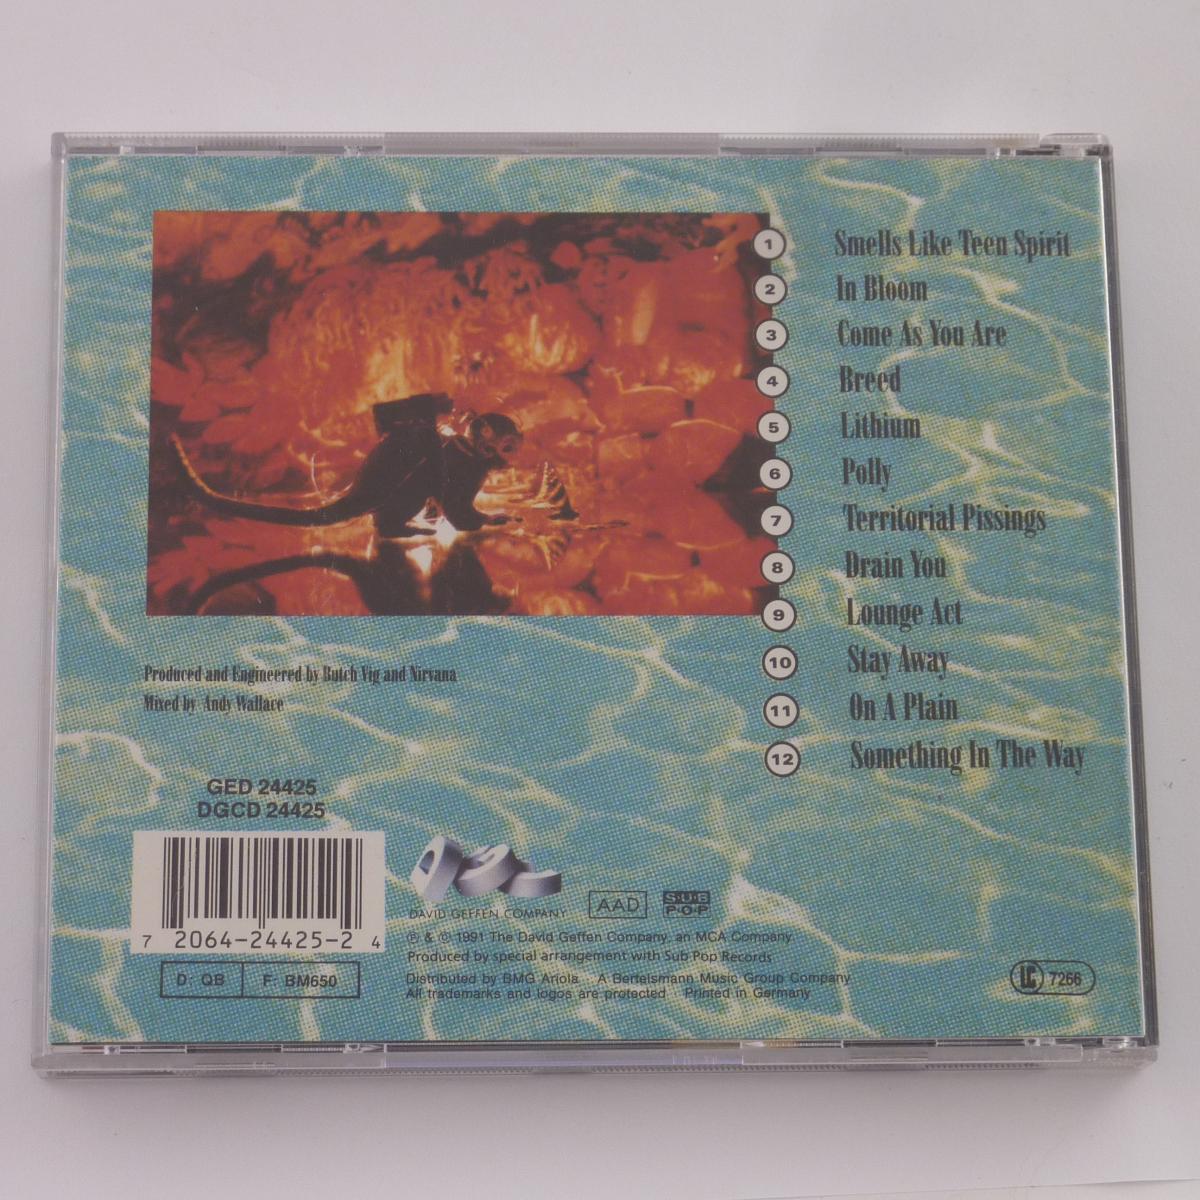 1 Smells Like Teen Spirit
2 In Bloom
3 Come As You Are
4 Breed
5 Lithium
6 Polly
7 Territorial Pissings
8 Drain You
9 Lounge Act
10 Stay Away
11 On A Plain
12 Something In The Way
Produced and Engineered by Butch Vig and Nirvana
Mixed by Andy Wallace
GED 24425
DGCD 24425
7 2064-24425-2 4
D: QB F: BM650
DAVID GEFFEN COMPANY
AAD
SUB
POP
℗ & © 1991 The David Geffen Company, an MCA Company
Produced by special arrangement with Sub Pop Records
Distributed by BMG Ariola A Bertelsmann Music Group Company
All trademarks and logos are protected · Printed in Germany
LC 7266